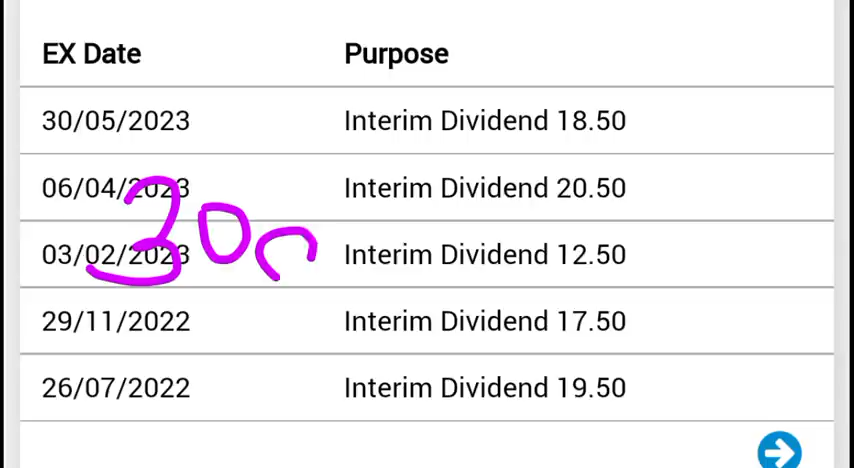 EX Date Purpose
30/05/2023 Interim Dividend 18.50
06/04/2023 Interim Dividend 20.50
03/02/2023 Interim Dividend 12.50
30
29/11/2022 Interim Dividend 17.50
26/07/2022 Interim Dividend 19.50